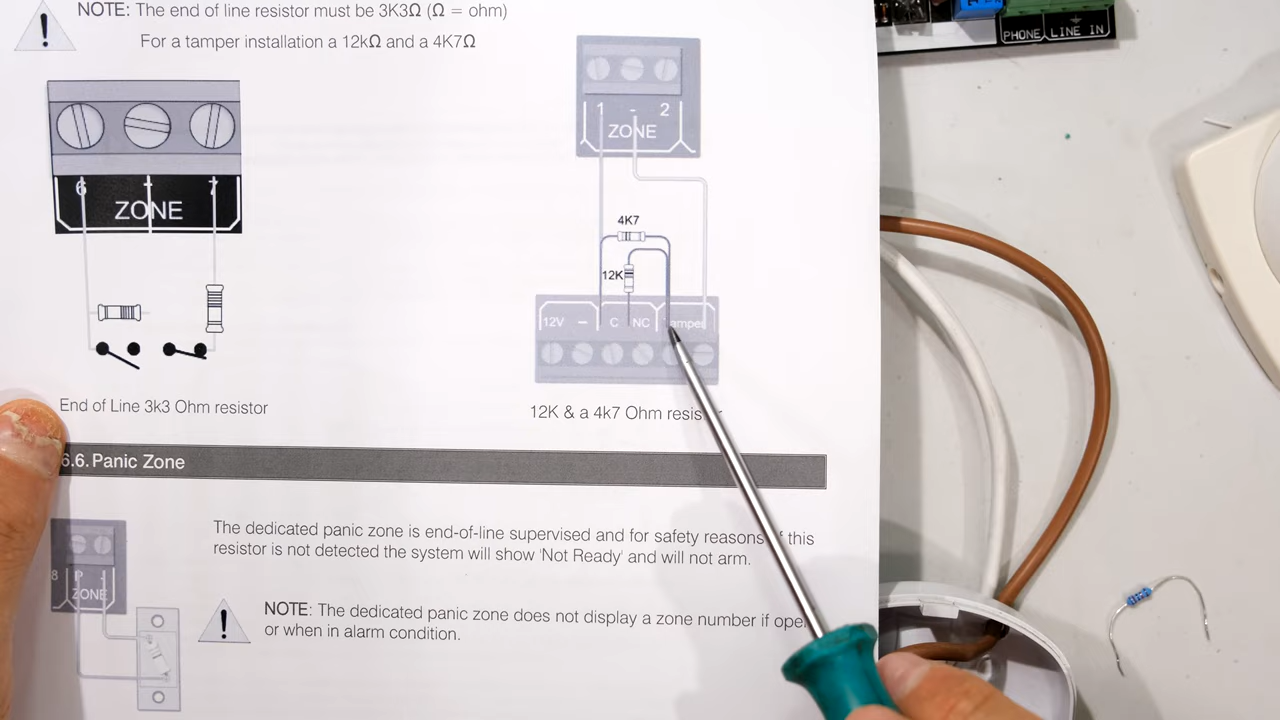 NOTE: The end of line resistor must be 3K3Ω (Ω = ohm)
For a tamper installation a 12KΩ and a 4K7Ω
PHONE LINE IN
6 - 7
ZONE
1 - 2
ZONE
4K7
12K
12V - C NC
End of Line 3k3 Ohm resistor
12K & a 4k7 Ohm
6.6. Panic Zone
The dedicated panic zone is end-of-line supervised and for safety reasons this
resistor is not detected the system will show 'Not Ready' and will not arm.
8 P -
ZONE
NOTE: The dedicated panic zone does not display a zone number if
or when in alarm condition.